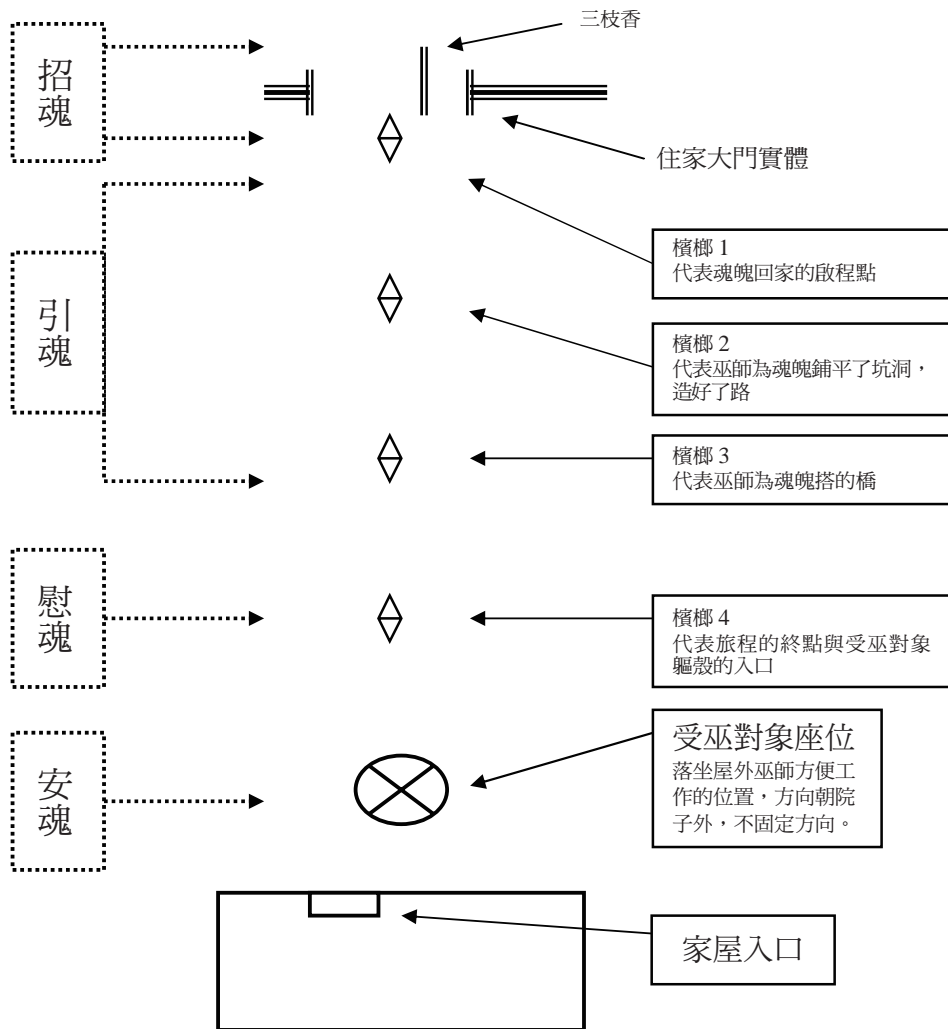 三枝香
招
魂
住家大門實體
檳榔 1
代表魂魄回家的啟程點
引
魂
檳榔 2
代表巫師為魂魄鋪平了坑洞，
造好了路
檳榔 3
代表巫師為魂魄搭的橋
慰
魂
檳榔 4
代表旅程的終點與受巫對象
軀殼的入口
安
魂
受巫對象座位
落坐屋外巫師方便工
作的位置，方向朝院
子外，不固定方向。
家屋入口